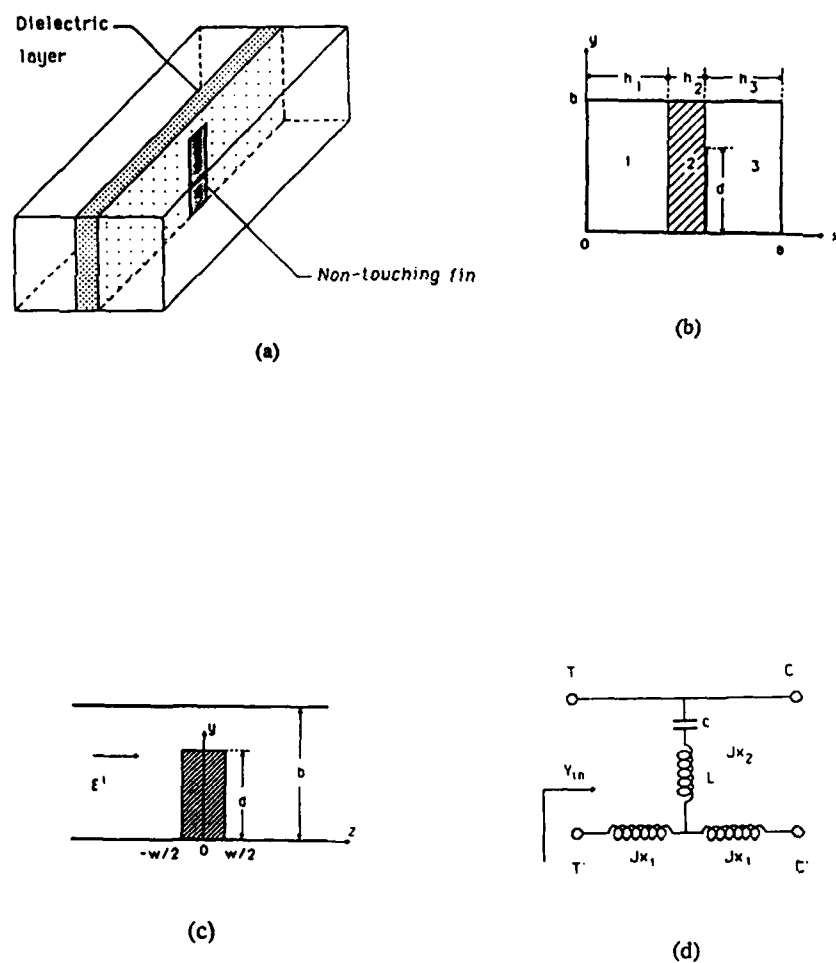 Dielectric
layer
Non-touching fin
(a)
y
h₁ h₂ h₃
b
1 2 3
d
0
(b)
y
E¹
b
d
z
-w/2 0 w/2
(c)
T C
c
Jx₂
L
Yᵢₙ
Jx₁ Jx₁
T' C'
(d)